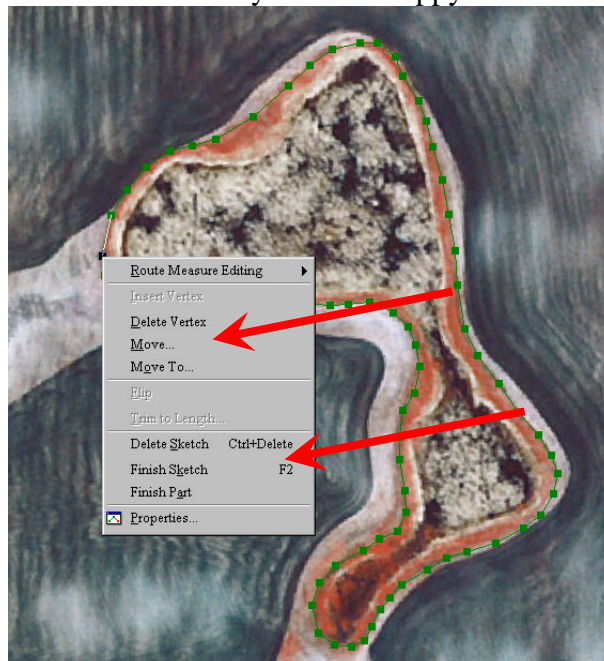 Route Measure Editing
Insert Vertex
Delete Vertex
Move...
Move To...
Flip
Trim to Length...
Delete Sketch Ctrl+Delete
Finish Sketch F2
Finish Part
Properties...